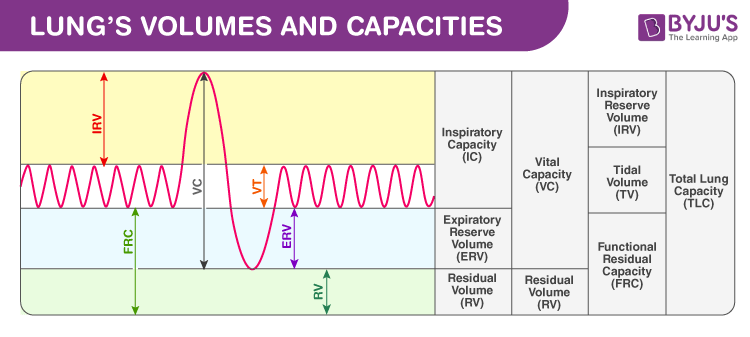 LUNG'S VOLUMES AND CAPACITIES
BYJU'S
The Learning App
IRV
VC
VT
FRC
ERV
RV
Inspiratory
Capacity
(IC)
Expiratory
Reserve
Volume
(ERV)
Residual
Volume
(RV)
Vital
Capacity
(VC)
Residual
Volume
(RV)
Inspiratory
Reserve
Volume
(IRV)
Tidal
Volume
(TV)
Functional
Residual
Capacity
(FRC)
Total Lung
Capacity
(TLC)